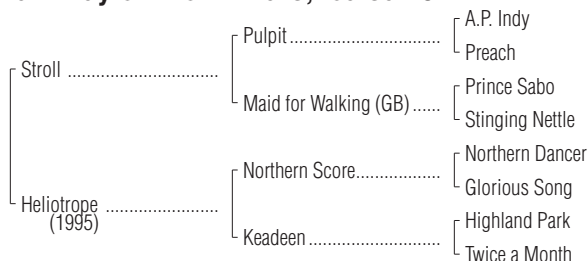 A.P. Indy
Pulpit
Preach
Stroll
Prince Sabo
Maid for Walking (GB)
Stinging Nettle
Northern Dancer
Northern Score
Glorious Song
Heliotrope
(1995)
Highland Park
Keadeen
Twice a Month